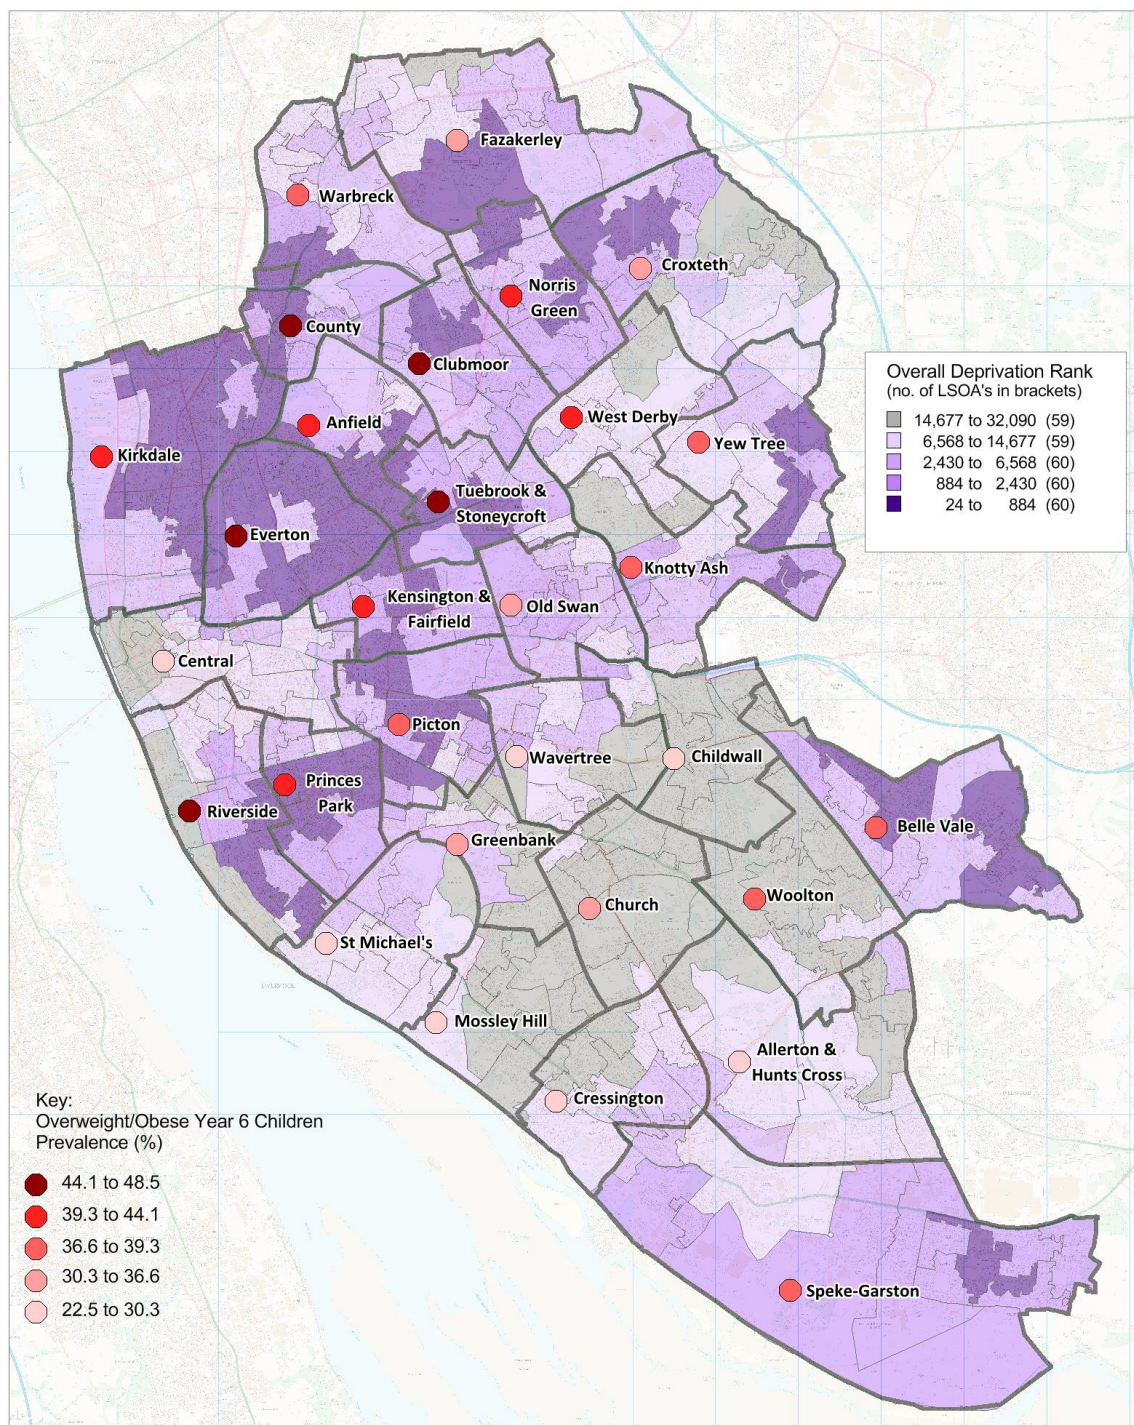 Fazakerley
Warbreck
Croxteth
Norris
Green
County
Clubmoor
Overall Deprivation Rank
(no. of LSOA's in brackets)
14,677 to 32,090 (59)
6,568 to 14,677 (59)
2,430 to 6,568 (60)
884 to 2,430 (60)
24 to 884 (60)
Anfield
West Derby
Yew Tree
Kirkdale
Tuebrook &
Stoneycroft
Everton
Knotty Ash
Kensington &
Fairfield
Old Swan
Central
Picton
Wavertree
Childwall
Princes
Park
Riverside
Belle Vale
Greenbank
Woolton
Church
St Michael's
LIVERPOOL
Mossley Hill
Allerton &
Hunts Cross
Cressington
Key:
Overweight/Obese Year 6 Children
Prevalence (%)
44.1 to 48.5
39.3 to 44.1
36.6 to 39.3
30.3 to 36.6
22.5 to 30.3
Speke-Garston